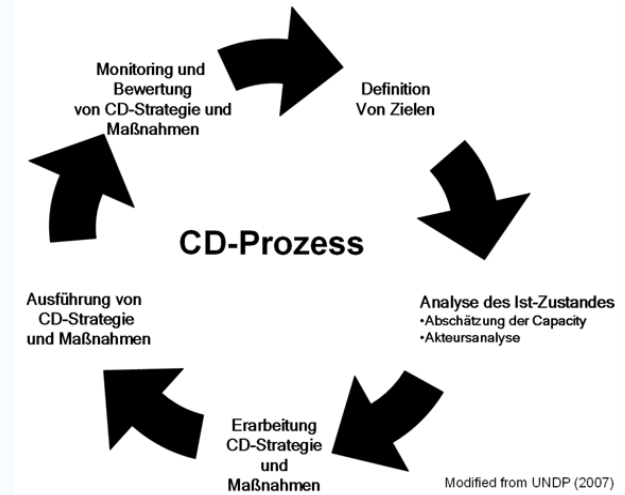 Monitoring und
Bewertung
von CD-Strategie und
Maßnahmen
Definition
Von Zielen
CD-Prozess
Analyse des Ist-Zustandes
•Abschätzung der Capacity
•Akteursanalyse
Ausführung von
CD-Strategie
und Maßnahmen
Erarbeitung
CD-Strategie
und
Maßnahmen
Modified from UNDP (2007)